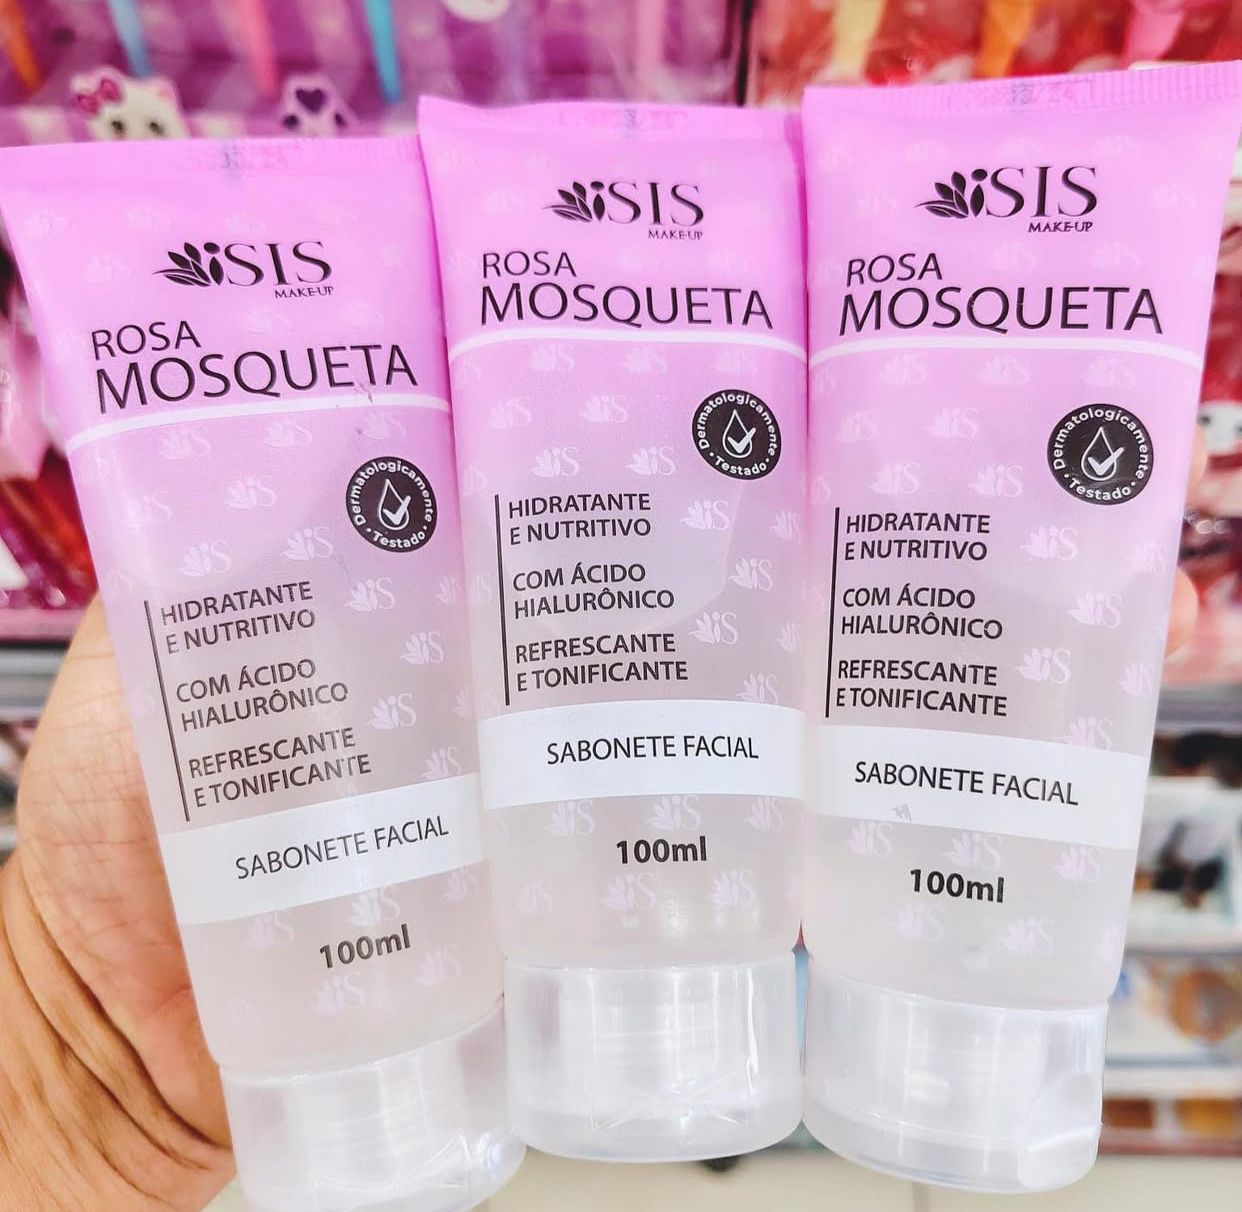 iSIS
MAKE-UP
ROSA
MOSQUETA
Dermatologicamente
Testado
HIDRATANTE
E NUTRITIVO
COM ÁCIDO
HIALURÔNICO
REFRESCANTE
E TONIFICANTE
SABONETE FACIAL
100ml
iSIS
MAKE-UP
ROSA
MOSQUETA
Dermatologicamente
Testado
HIDRATANTE
E NUTRITIVO
COM ÁCIDO
HIALURÔNICO
REFRESCANTE
E TONIFICANTE
SABONETE FACIAL
100ml
iSIS
MAKE-UP
ROSA
MOSQUETA
Dermatologicamente
Testado
HIDRATANTE
E NUTRITIVO
COM ÁCIDO
HIALURÔNICO
REFRESCANTE
E TONIFICANTE
SABONETE FACIAL
100ml